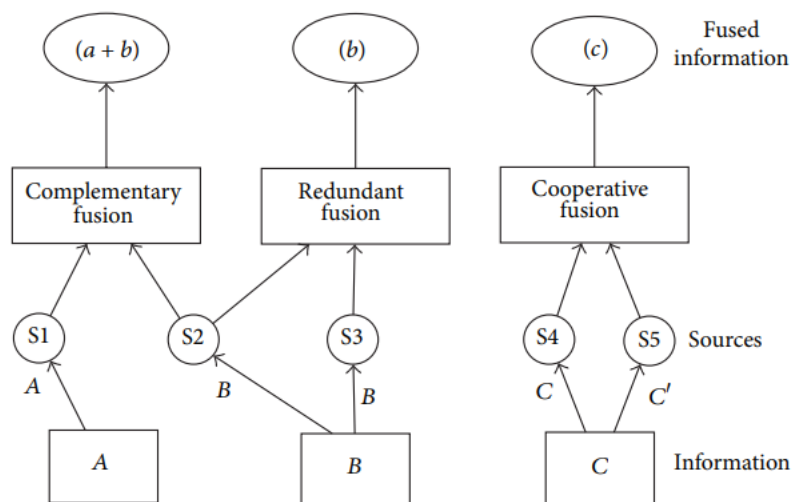 (a + b)
(b)
(c)
Fused
information
Complementary
fusion
Redundant
fusion
Cooperative
fusion
S1
S2
S3
S4
S5
Sources
A
B
B
C
C′
A
B
C
Information